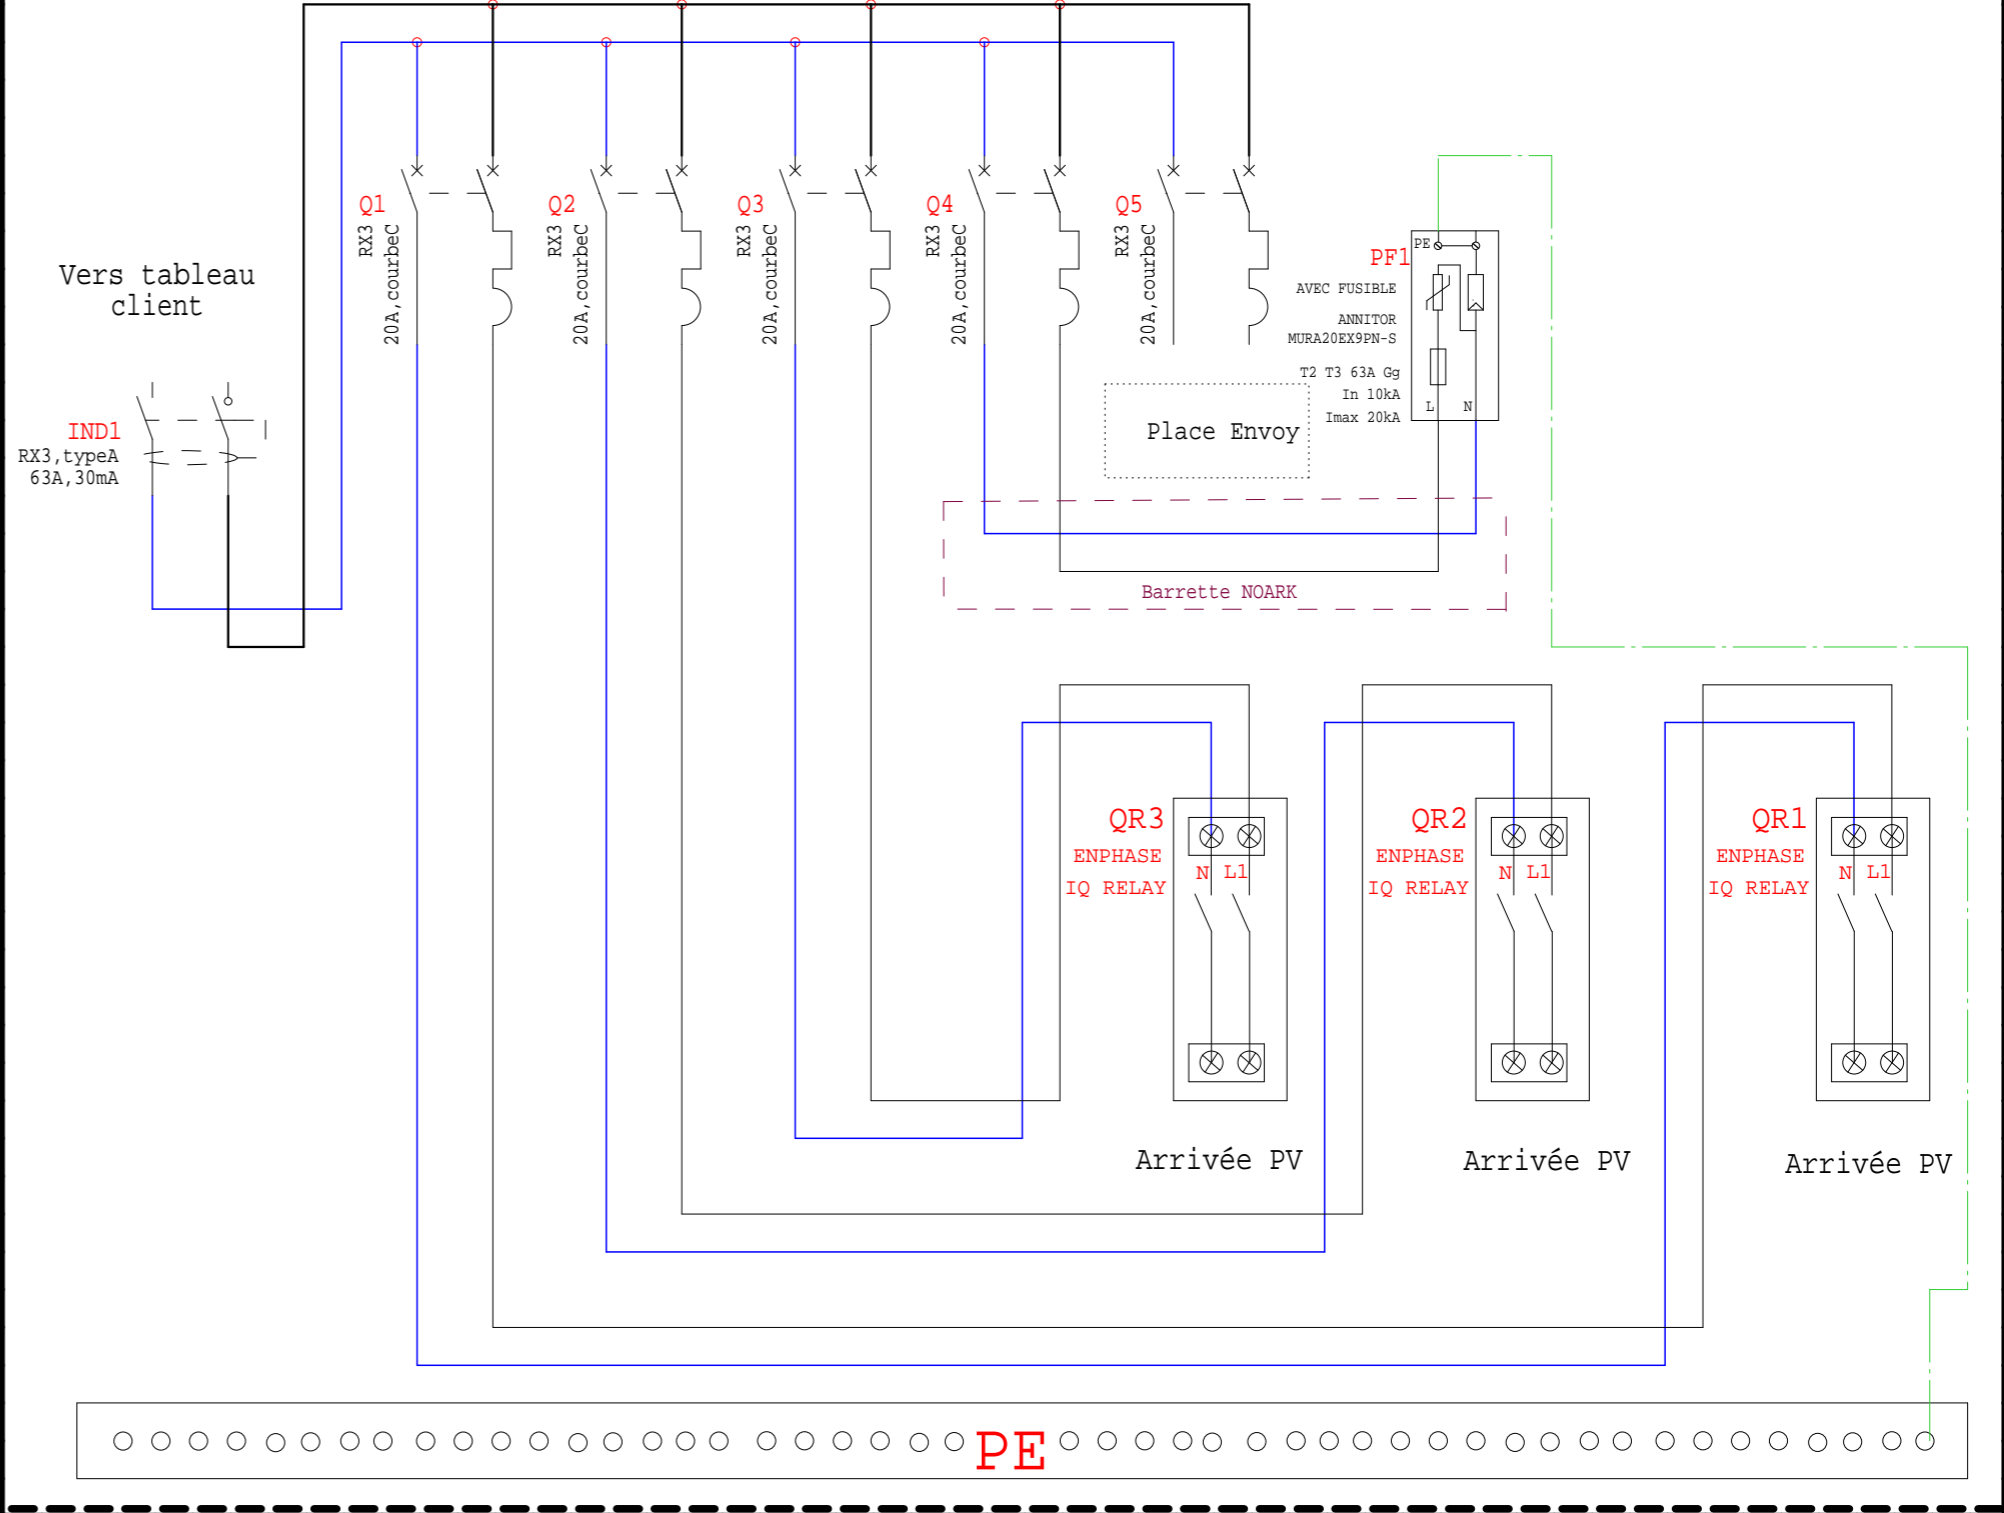 Vers tableau
client
IND1
RX3,typeA
63A,30mA
Q1
RX3
20A,courbeC
Q2
RX3
20A,courbeC
Q3
RX3
20A,courbeC
Q4
RX3
20A,courbeC
Q5
RX3
20A,courbeC
PF1
PE
AVEC FUSIBLE
ANNITOR
MURA20EX9PN-S
T2 T3 63A Gg
In 10kA
Imax 20kA
L N
Place Envoy
Barrette NOARK
QR3
ENPHASE
IQ RELAY
N L1
Arrivée PV
QR2
ENPHASE
IQ RELAY
N L1
Arrivée PV
QR1
ENPHASE
IQ RELAY
N L1
Arrivée PV
PE